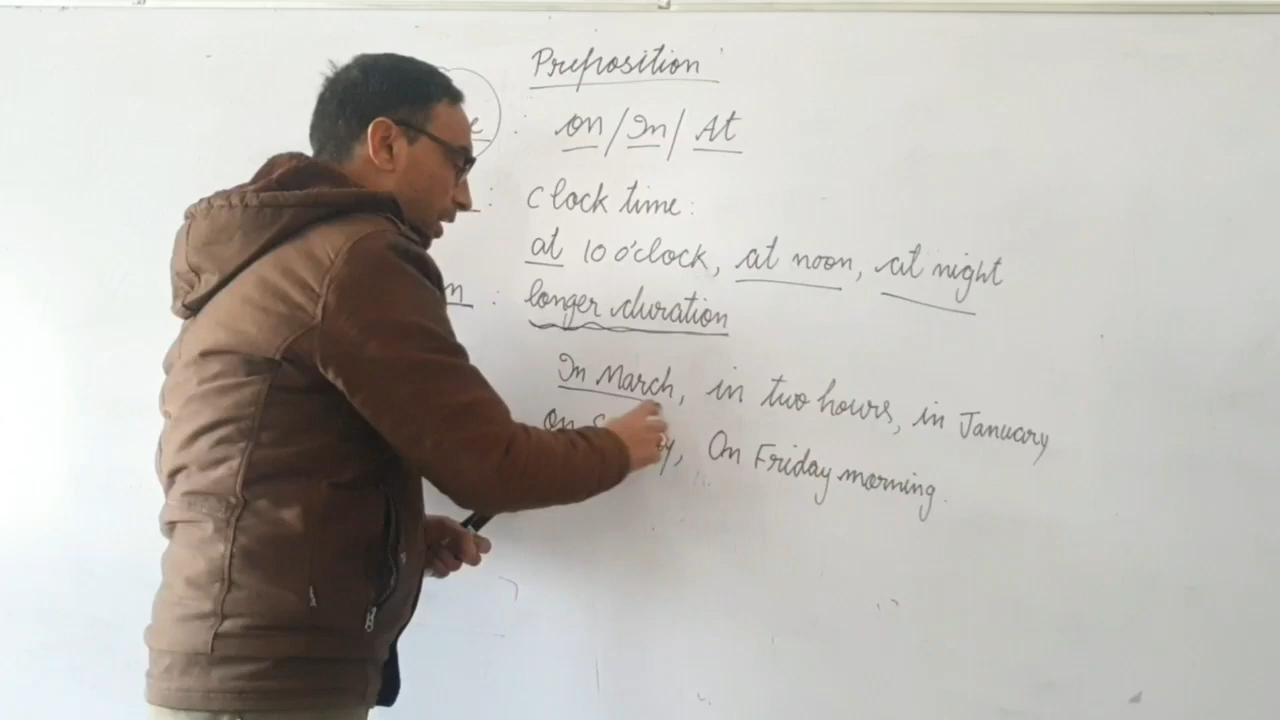 Preposition
: on / In / At
: Clock time:
at 10 o'clock, at noon, at night
: longer duration
In March, in two hours, in January
on, On Friday morning.